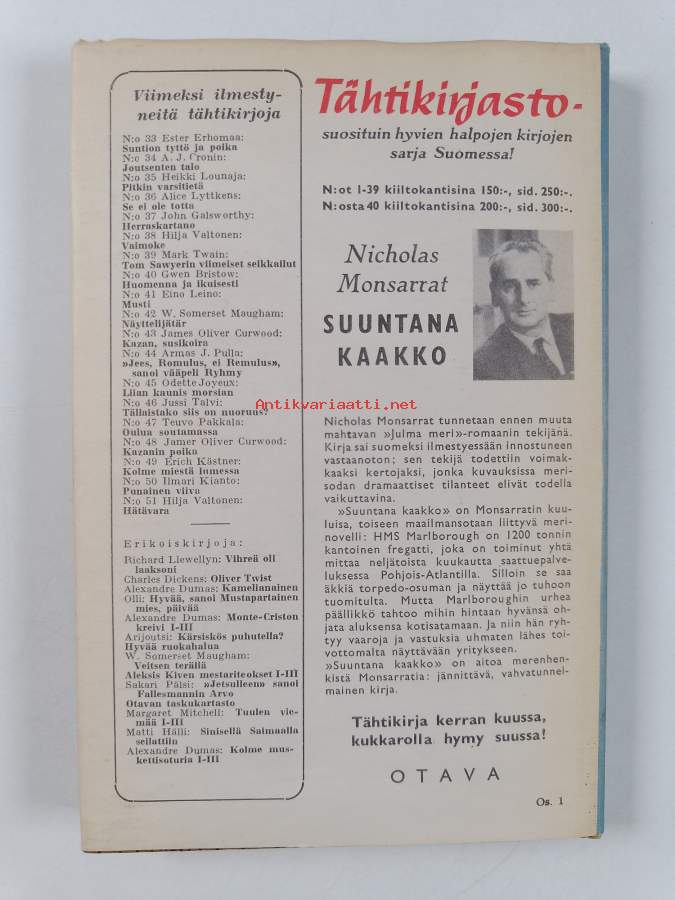 Viimeksi ilmesty-
neitä tähtikirjoja
N:o 33 Ester Erhomaa:
Suntion tyttö ja poika
N:o 34 A. J. Cronin:
Joutsenten talo
N:o 35 Heikki Lounaja:
Pitkin varsitietä
N:o 36 Alice Lyttkens:
Se ei ole totta
N:o 37 John Galsworthy:
Herraskartano
N:o 38 Hilja Valtonen:
Vaimoke
N:o 39 Mark Twain:
Tom Sawyerin viimeiset seikkailut
N:o 40 Gwen Bristow:
Huomenna ja ikuisesti
N:o 41 Eino Leino:
Musti
N:o 42 W. Somerset Maugham:
Näyttelijätär
N:o 43 James Oliver Curwood:
Kazan, susikoira
N:o 44 Armas J. Pulla:
»Jees, Romulus, ei Remulus»,
sanoi vääpeli Ryhmy
N:o 45 Odette Joyeux:
Liian kaunis morsian
N:o 46 Jussi Talvi:
Tällaistako siis on nuoruus?
N:o 47 Teuvo Pakkala:
Oulua soutamassa
N:o 48 Jamer Oliver Curwood:
Kazanin poika
N:o 49 Erich Kästner:
Kolme miestä lumessa
N:o 50 Ilmari Kianto:
Punainen viiva
N:o 51 Hilja Valtonen:
Hätävara
Erikoiskirjoja:
Richard Llewellyn: Vihreä oli
laaksoni
Charles Dickens: Oliver Twist
Alexandre Dumas: Kamelianainen
Olli: Hyvää, sanoi Mustapartainen
mies, päivää
Alexandre Dumas: Monte-Criston
kreivi I-III
Arijoutsi: Kärsiskös puhutella?
Hyvää ruokahalua
W. Somerset Maugham:
Veitsen terällä
Aleksis Kiven mestariteokset I-III
Sakari Pälsi: »Jetsulleen» sanoi
Fallesmannin Arvo
Otavan taskukartasto
Margaret Mitchell: Tuulen vie-
mää I-III
Matti Hälli: Sinisellä Saimaalla
seilattiin
Alexandre Dumas: Kolme mus-
kettisoturia I-III
Tähtikirjasto-
suosituin hyvien halpojen kirjojen
sarja Suomessa!
N:ot 1-39 kiiltokantisina 150:-, sid. 250:-.
N:osta 40 kiiltokantisina 200:-, sid. 300:-.
Nicholas
Monsarrat
SUUNTANA
KAAKKO
Antikvariaatti.net
Nicholas Monsarrat tunnetaan ennen muuta
mahtavan »Julma meri»-romaanin tekijänä.
Kirja sai suomeksi ilmestyessään innostuneen
vastaanoton; sen tekijä todettiin voimak-
kaaksi kertojaksi, jonka kuvauksissa meri-
sodan dramaattiset tilanteet elivät todella
vaikuttavina.
»Suuntana kaakko» on Monsarratin kuu-
luisa, toiseen maailmansotaan liittyvä meri-
novelli: HMS Marlborough on 1200 tonnin
kantoinen fregatti, joka on toiminut yhtä
mittaa neljätoista kuukautta saattuepalve-
luksessa Pohjois-Atlantilla. Silloin se saa
äkkiä torpedo-osuman ja näyttää jo tuhoon
tuomitulta. Mutta Marlboroughin urhea
päällikkö tahtoo mihin hintaan hyvänsä oh-
jata aluksensa kotisatamaan. Ja niin hän ryh-
tyy vaaroja ja vastuksia uhmaten lähes toi-
vottomalta näyttävään yritykseen.
»Suuntana kaakko» on aitoa merenhen-
kistä Monsarratia: jännittävä, vahvatunnel-
mainen kirja.
Tähtikirja kerran kuussa,
kukkarolla hymy suussa!
OTAVA
Os. 1